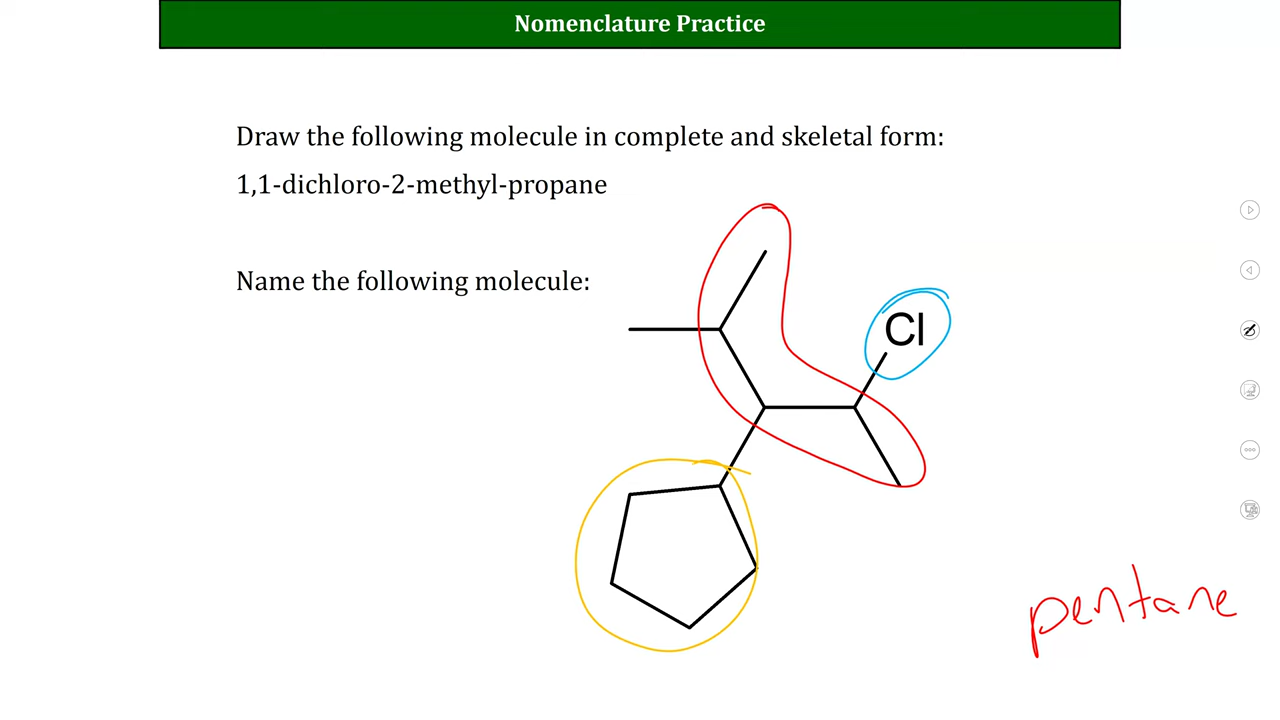 Nomenclature Practice
Draw the following molecule in complete and skeletal form:
1,1-dichloro-2-methyl-propane
Name the following molecule:
Cl
pentane